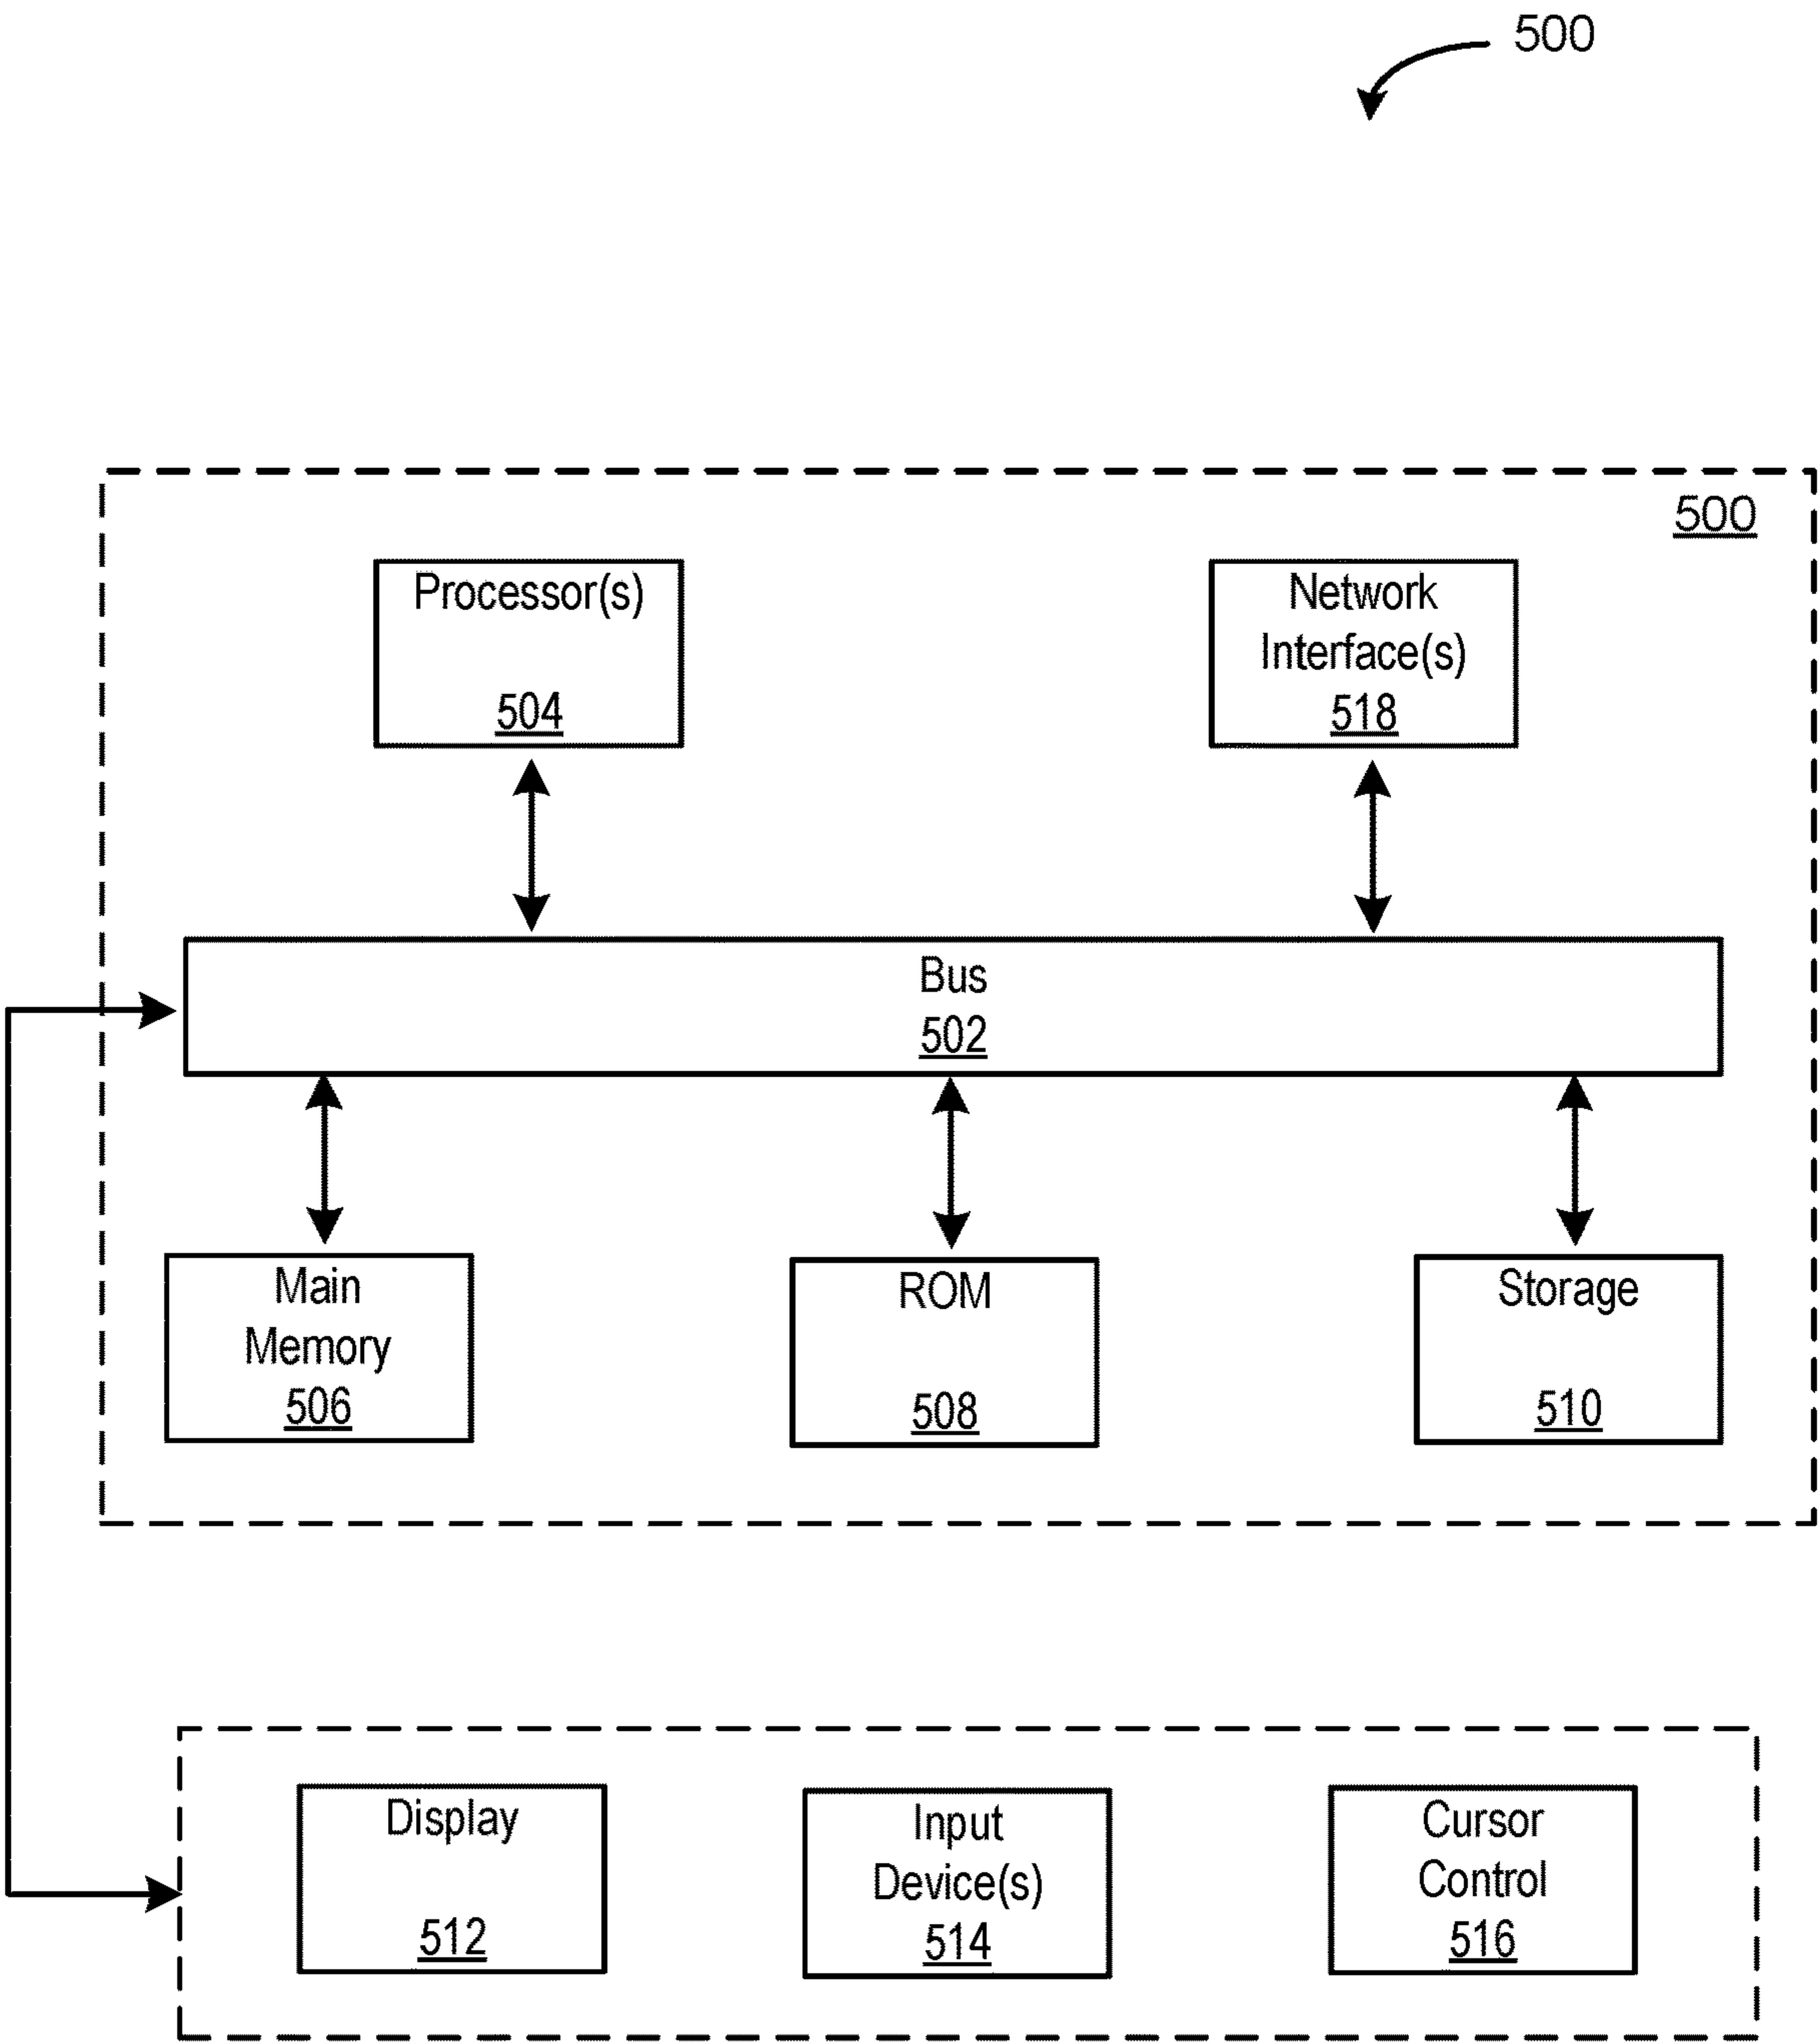 500
500
Processor(s)
504
Network
Interface(s)
518
Bus
502
Main
Memory
506
ROM
508
Storage
510
Display
512
Input
Device(s)
514
Cursor
Control
516